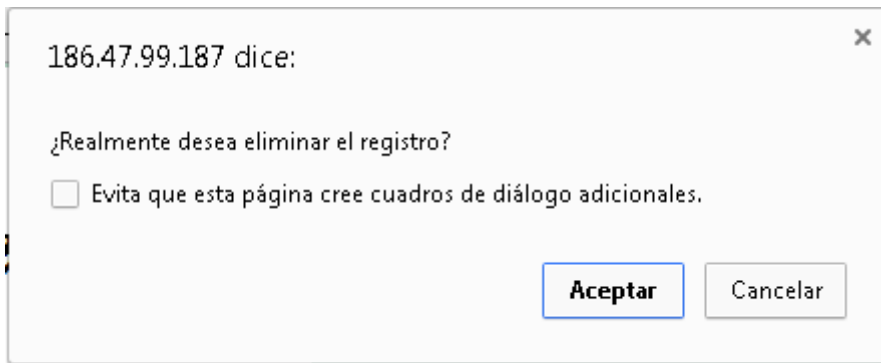 186.47.99.187 dice:
¿Realmente desea eliminar el registro?
Evita que esta página cree cuadros de diálogo adicionales.
Aceptar Cancelar